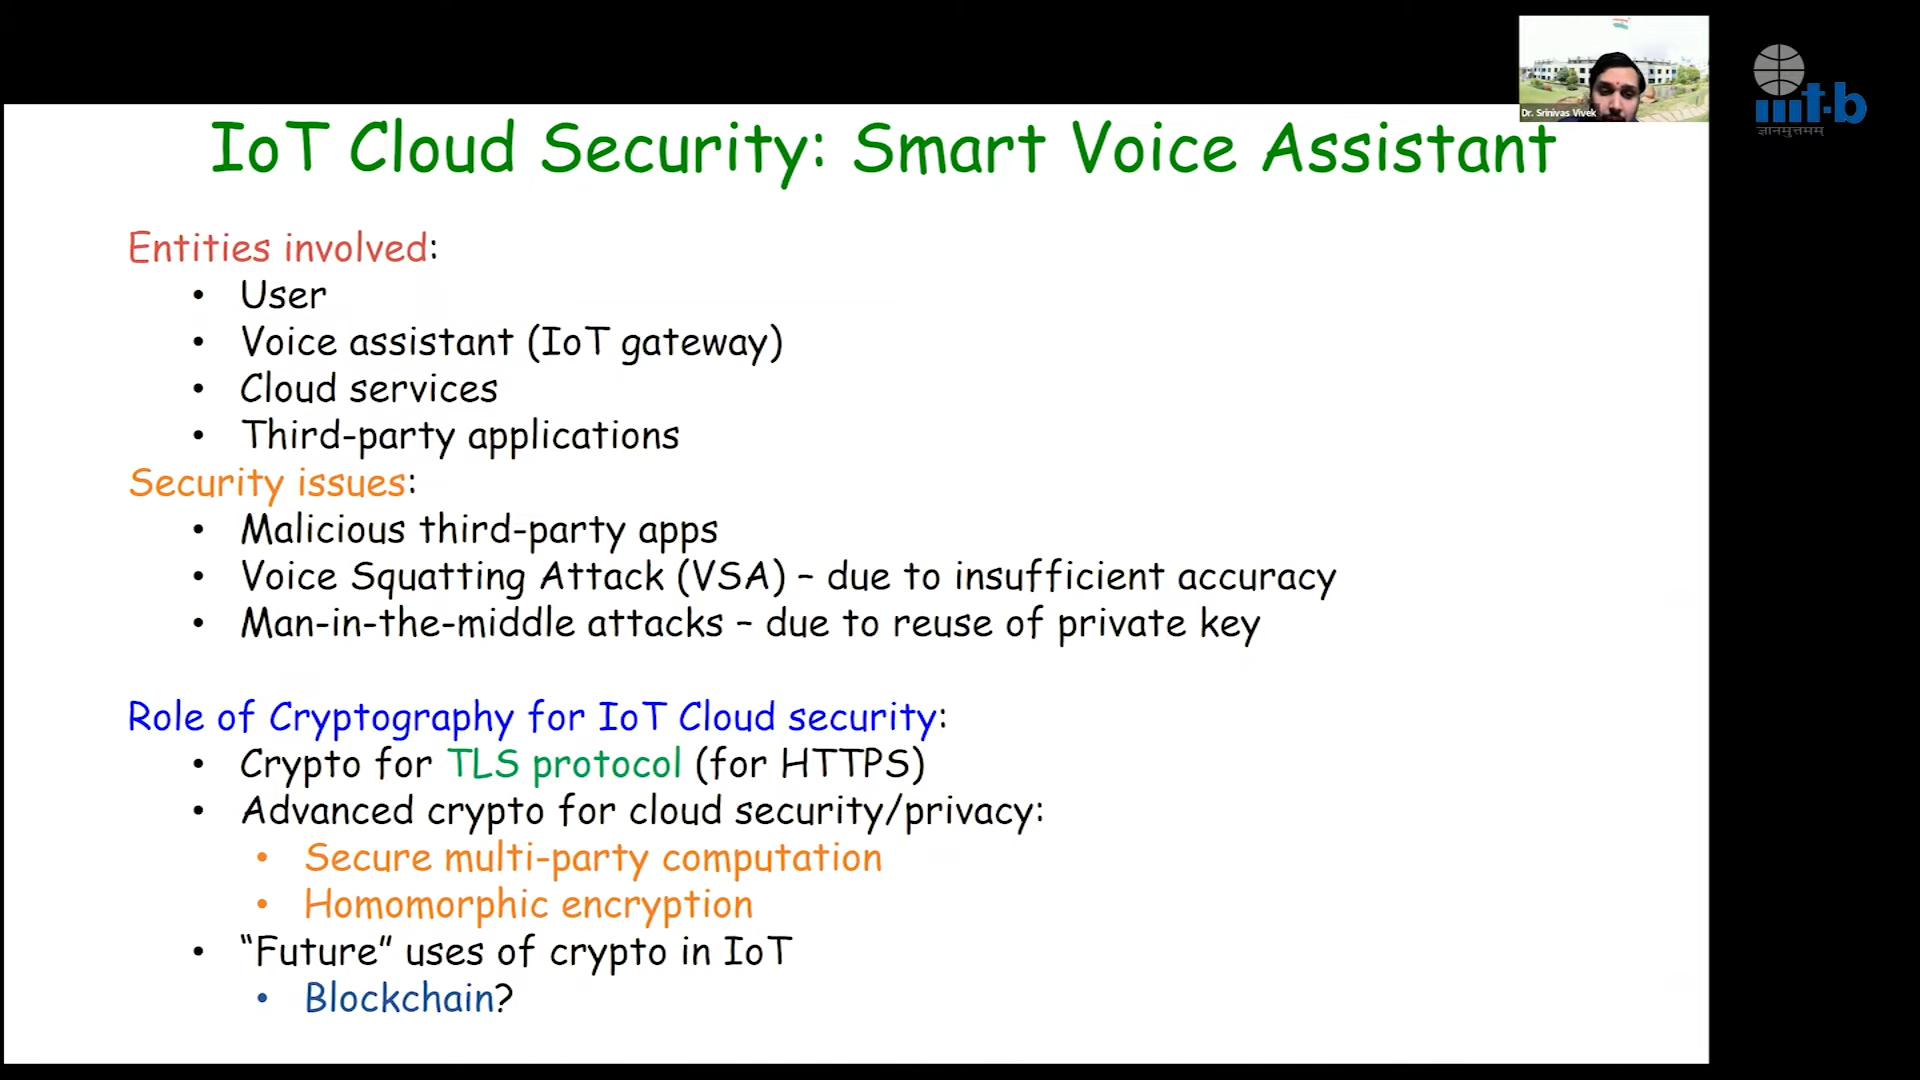 Dr. Srinivas Vivek
iiit-b
ज्ञानमुत्तमम्
IoT Cloud Security: Smart Voice Assistant
Entities involved:
• User
• Voice assistant (IoT gateway)
• Cloud services
• Third-party applications
Security issues:
• Malicious third-party apps
• Voice Squatting Attack (VSA) – due to insufficient accuracy
• Man-in-the-middle attacks – due to reuse of private key
Role of Cryptography for IoT Cloud security:
• Crypto for TLS protocol (for HTTPS)
• Advanced crypto for cloud security/privacy:
• Secure multi-party computation
• Homomorphic encryption
• “Future” uses of crypto in IoT
• Blockchain?